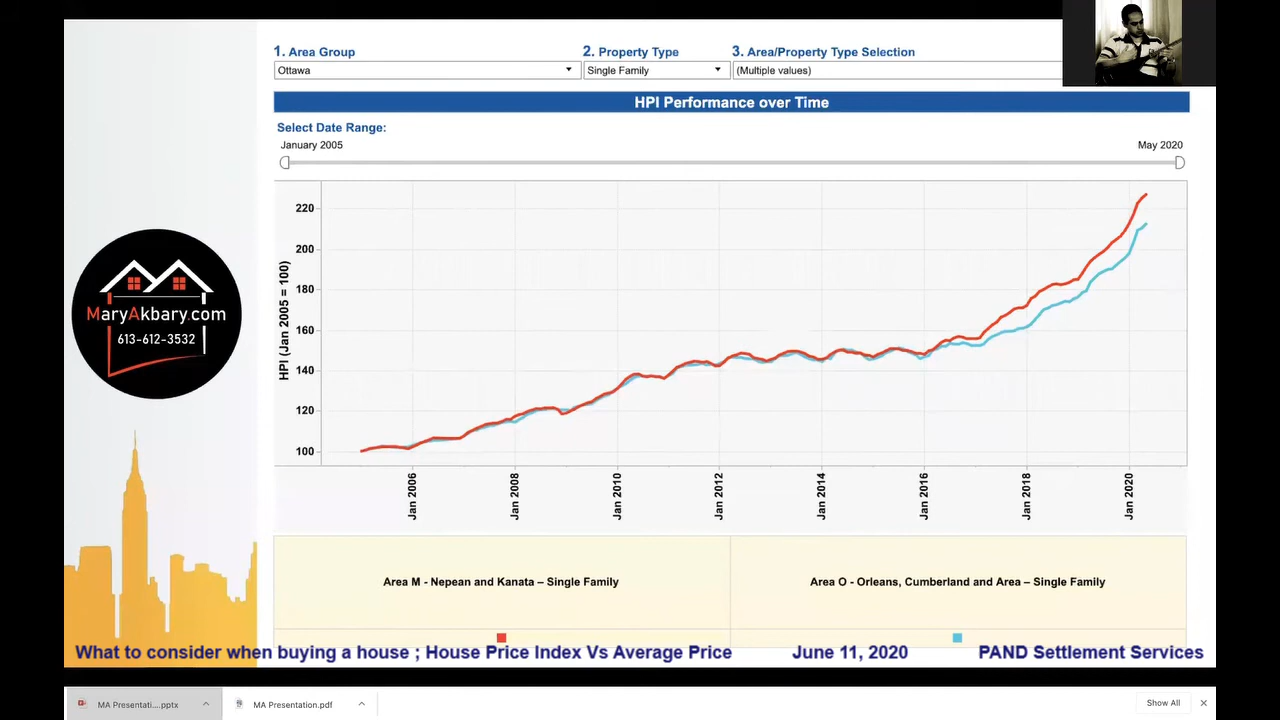 1. Area Group
2. Property Type
3. Area/Property Type Selection
Ottawa
Single Family
(Multiple values)
HPI Performance over Time
Select Date Range:
January 2005
May 2020
HPI (Jan 2005 = 100)
220
200
180
160
140
120
100
Jan 2006
Jan 2008
Jan 2010
Jan 2012
Jan 2014
Jan 2016
Jan 2018
Jan 2020
MaryAkbary.com
613-612-3532
Area M - Nepean and Kanata – Single Family
Area O - Orleans, Cumberland and Area – Single Family
What to consider when buying a house ; House Price Index Vs Average Price
June 11, 2020
PAND Settlement Services
MA Presentati....pptx
MA Presentation.pdf
Show All